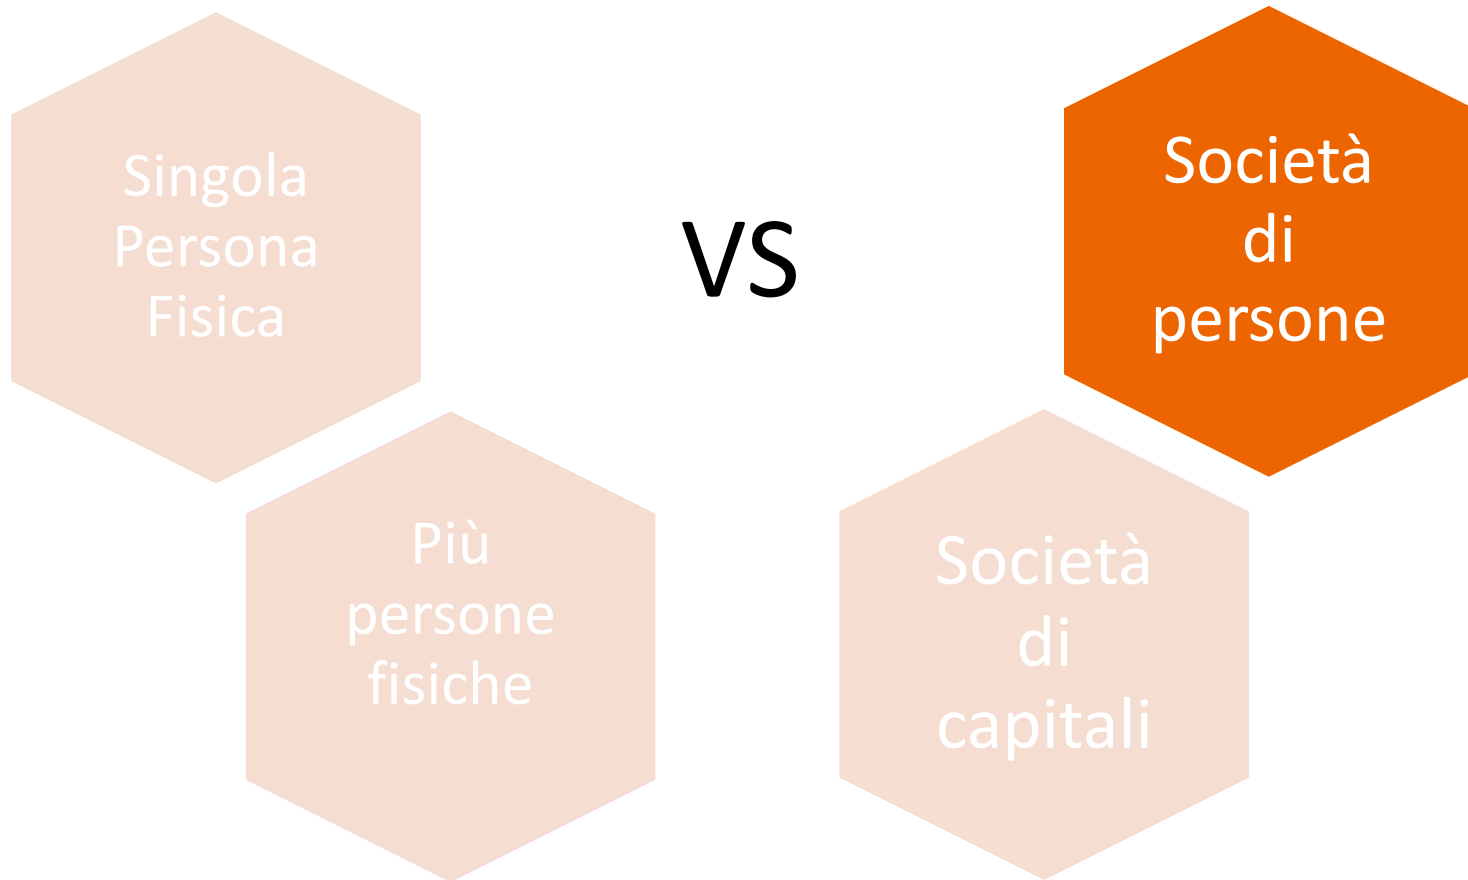 Singola
Persona
Fisica
VS
Società
di
persone
Più
persone
fisiche
Società
di
capitali